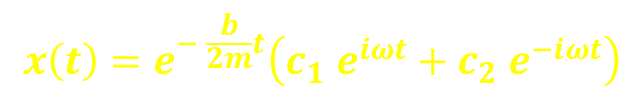 x(t) = e^{-\frac{b}{2m}t}(c_1 e^{iωt} + c_2 e^{-iωt})